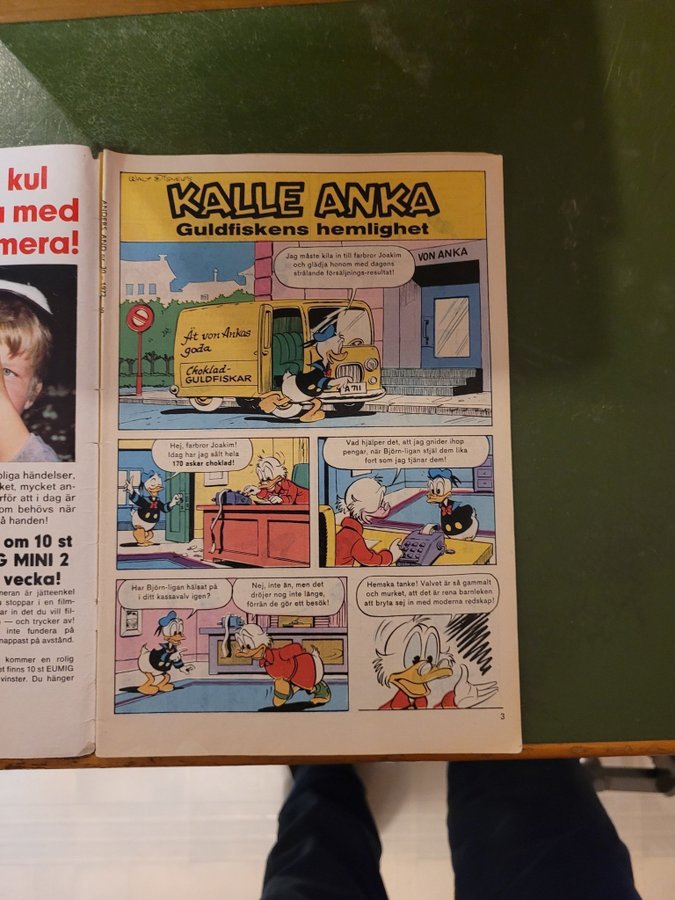 kul
med
mera!
oliga händelser,
ket, mycket an-
rför att i dag är
om behövs när
å handen!
om 10 st
G MINI 2
vecka!
neran är jätteenkel
stoppar i en film-
ar in det du vill fil-
— och trycker av!
inte fundera på
nappast på avstånd.
kommer en rolig
et finns 10 st EUMIG
vinster. Du hänger
WALT DISNEY'S
KALLE ANKA
Guldfiskens hemlighet
Jag måste kila in till farbror Joakim
och glädja honom med dagens
strålande försäljnings-resultat!
VON ANKA
Ät von Ankas
goda
Choklad-
GULDFISKAR
A711
Hej, farbror Joakim!
Idag har jag sålt hela
170 askar choklad!
Vad hjälper det, att jag gnider ihop
pengar, när Björn-ligan stjäl dem lika
fort som jag tjänar dem!
Har Björn-ligan hälsat på
i ditt kassavalv igen?
Nej, inte än, men det
dröjer nog inte länge,
förrän de gör ett besök!
Hemska tanke! Valvet är så gammalt
och murket, att det är rena barnleken
att bryta sej in med moderna redskap!
3